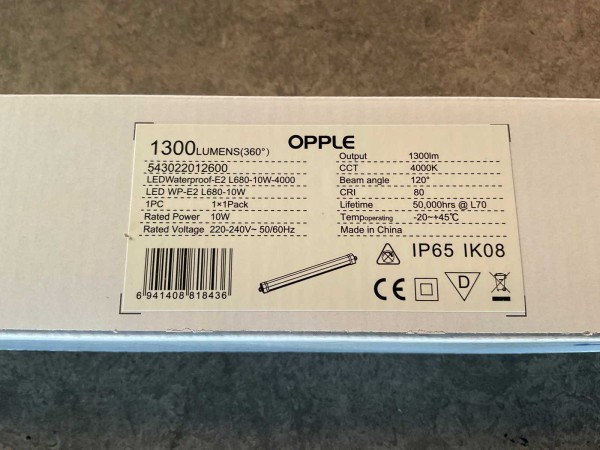 OPPLE
1300LUMENS(360°)
543022012600
LEDWaterproof-E2 L680-10W-4000
LED WP-E2 L680-10W
1PC 1×1Pack
Rated Power 10W
Rated Voltage 220-240V~ 50/60Hz
Output 1300lm
CCT 4000K
Beam angle 120°
CRI 80
Lifetime 50,000hrs @ L70
Tempoperating -20~+45℃
Made in China
IP65 IK08
CE
D
6 941408 818436